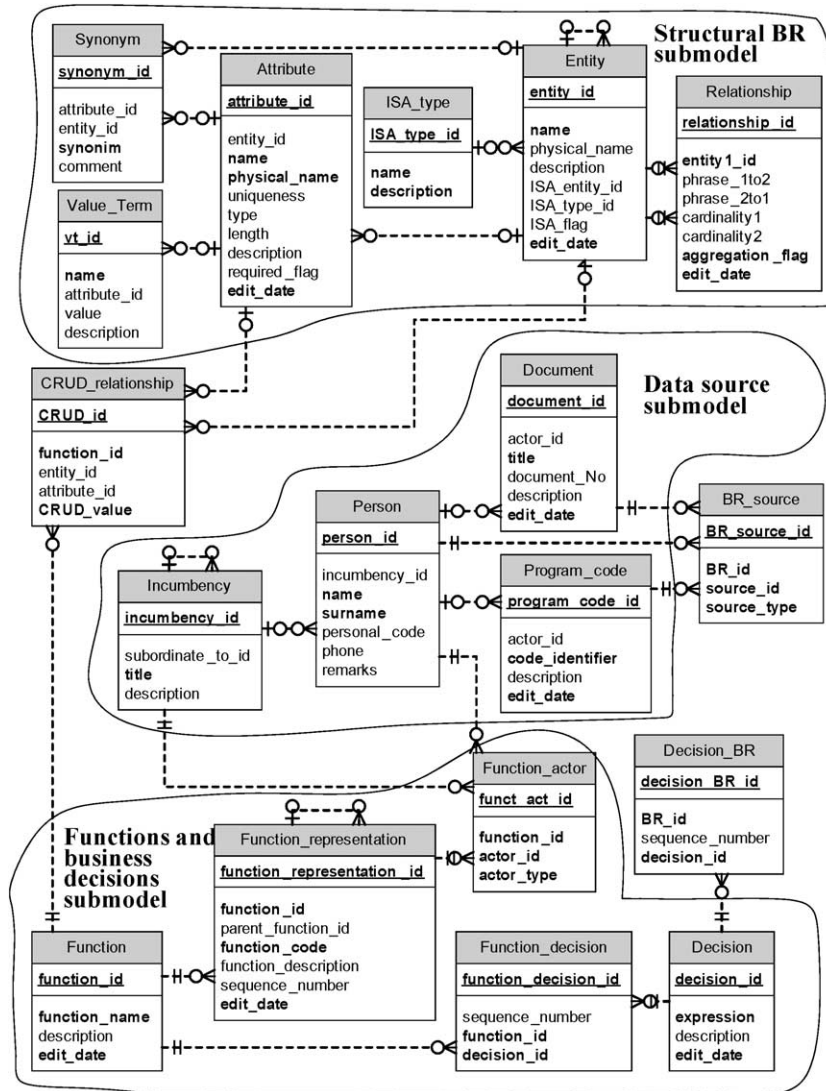 Structural BR
submodel
Synonym
synonym_id
attribute_id
entity_id
synonim
comment
Attribute
attribute_id
entity_id
name
physical_name
uniqueness
type
length
description
required_flag
edit_date
ISA_type
ISA_type_id
name
description
Entity
entity_id
name
physical_name
description
ISA_entity_id
ISA_type_id
ISA_flag
edit_date
Relationship
relationship_id
entity1_id
phrase_1to2
phrase_2to1
cardinality1
cardinality2
aggregation_flag
edit_date
Value_Term
vt_id
name
attribute_id
value
description
CRUD_relationship
CRUD_id
function_id
entity_id
attribute_id
CRUD_value
Data source
submodel
Document
document_id
actor_id
title
document_No
description
edit_date
BR_source
BR_source_id
BR_id
source_id
source_type
Person
person_id
incumbency_id
name
surname
personal_code
phone
remarks
Program_code
program_code_id
actor_id
code_identifier
description
edit_date
Incumbency
incumbency_id
subordinate_to_id
title
description
Function_actor
funct_act_id
function_id
actor_id
actor_type
Decision_BR
decision_BR_id
BR_id
sequence_number
decision_id
Functions and
business
decisions
submodel
Function_representation
function_representation_id
function_id
parent_function_id
function_code
function_description
sequence_number
edit_date
Function
function_id
function_name
description
edit_date
Function_decision
function_decision_id
sequence_number
function_id
decision_id
Decision
decision_id
expression
description
edit_date